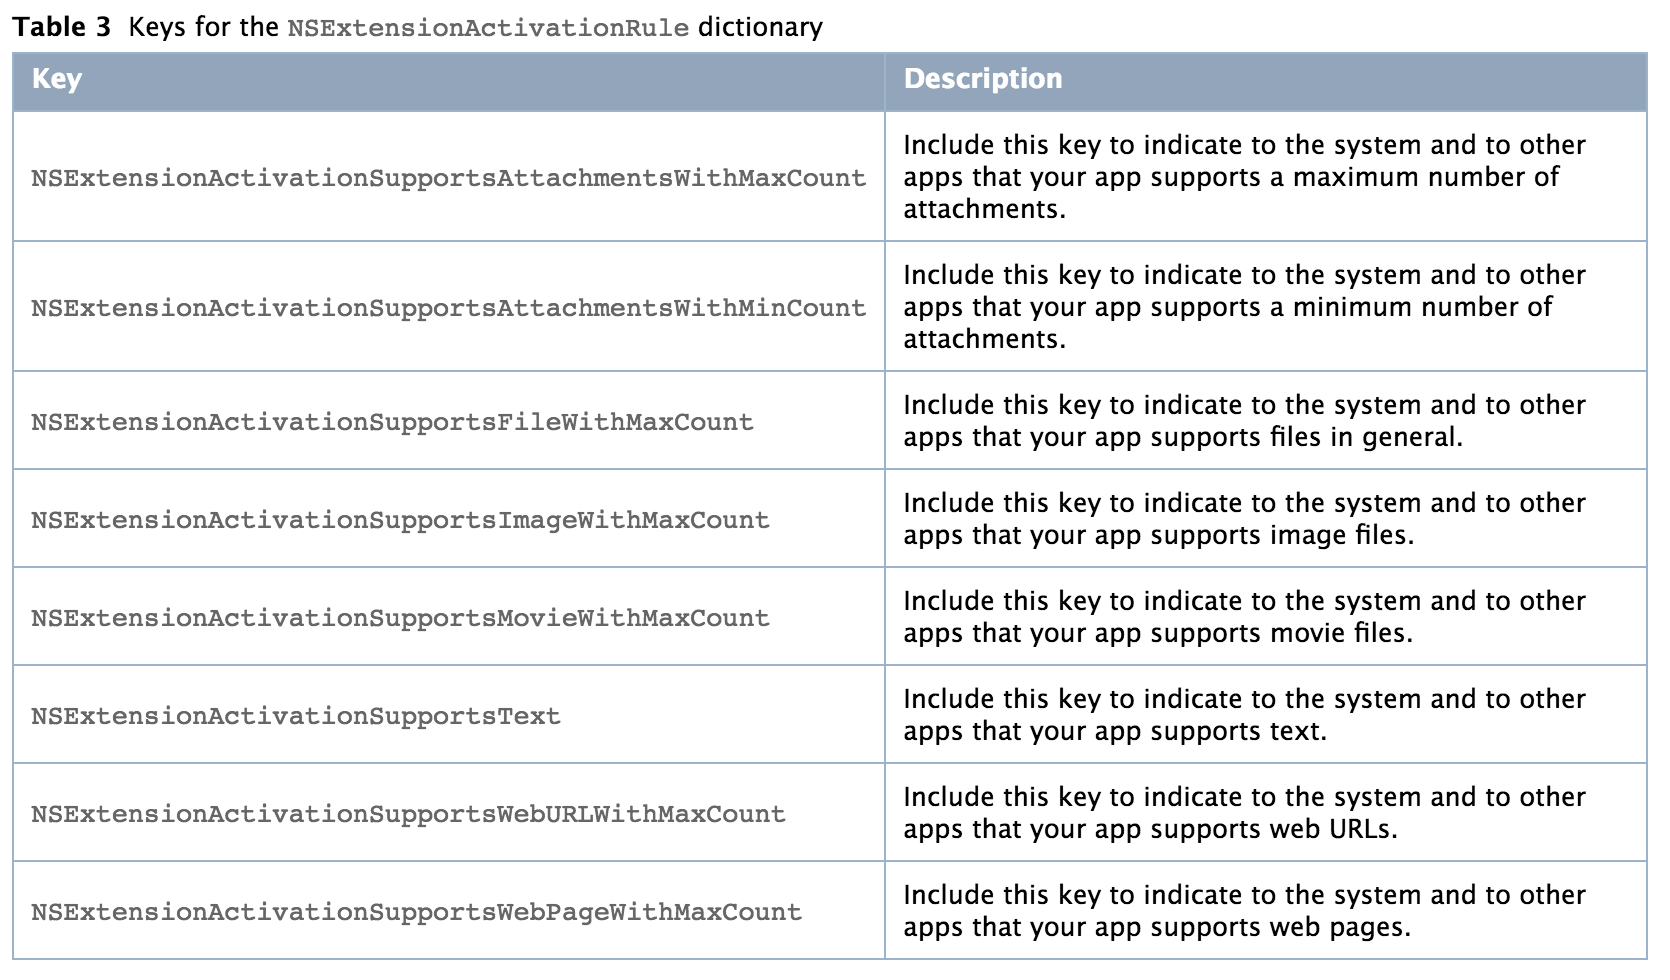 Table 3 Keys for the NSExtensionActivationRule dictionary
Key
Description
NSExtensionActivationSupportsAttachmentsWithMaxCount
Include this key to indicate to the system and to other
apps that your app supports a maximum number of
attachments.
NSExtensionActivationSupportsAttachmentsWithMinCount
Include this key to indicate to the system and to other
apps that your app supports a minimum number of
attachments.
NSExtensionActivationSupportsFileWithMaxCount
Include this key to indicate to the system and to other
apps that your app supports files in general.
NSExtensionActivationSupportsImageWithMaxCount
Include this key to indicate to the system and to other
apps that your app supports image files.
NSExtensionActivationSupportsMovieWithMaxCount
Include this key to indicate to the system and to other
apps that your app supports movie files.
NSExtensionActivationSupportsText
Include this key to indicate to the system and to other
apps that your app supports text.
NSExtensionActivationSupportsWebURLWithMaxCount
Include this key to indicate to the system and to other
apps that your app supports web URLs.
NSExtensionActivationSupportsWebPageWithMaxCount
Include this key to indicate to the system and to other
apps that your app supports web pages.